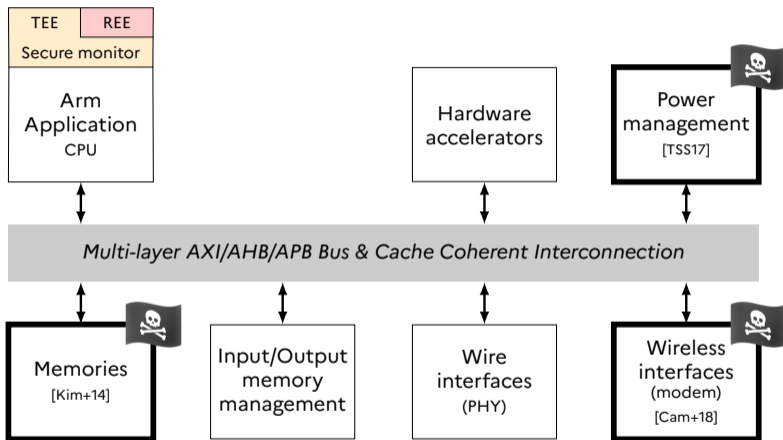 TEE
REE
Secure monitor
Arm
Application
CPU
Hardware
accelerators
Power
management
[TSS17]
Multi-layer AXI/AHB/APB Bus & Cache Coherent Interconnection
Memories
[Kim+14]
Input/Output
memory
management
Wire
interfaces
(PHY)
Wireless
interfaces
(modem)
[Cam+18]